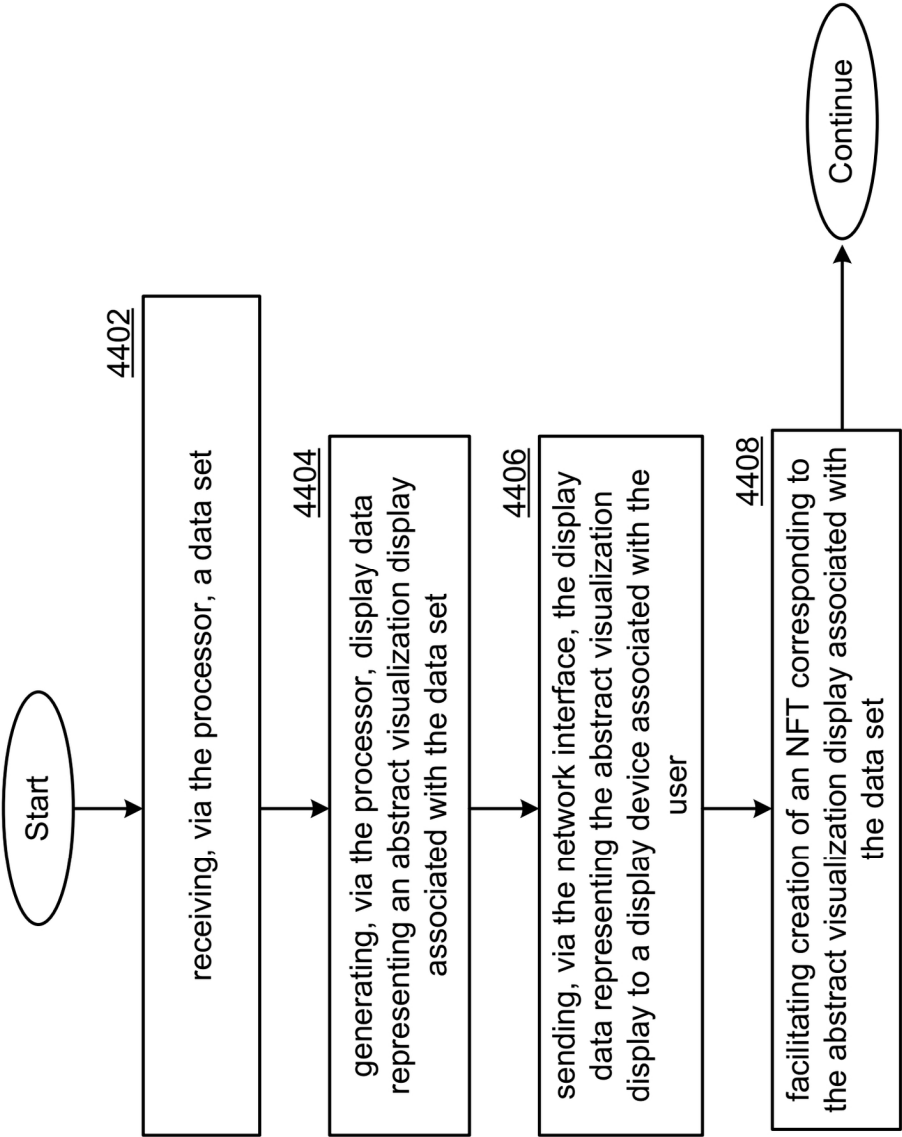 Start
4402
receiving, via the processor, a data set
4404
generating, via the processor, display data
representing an abstract visualization display
associated with the data set
4406
sending, via the network interface, the display
data representing the abstract visualization
display to a display device associated with the
user
4408
facilitating creation of an NFT corresponding to
the abstract visualization display associated with
the data set
Continue